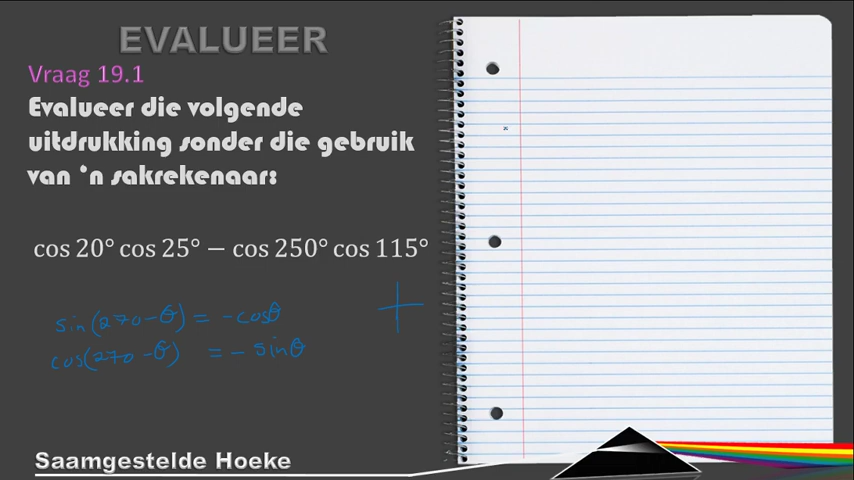 EVALUEER
Vraag 19.1
Evalueer die volgende
uitdrukking sonder die gebruik
van 'n sakrekenaar:
cos 20° cos 25° − cos 250° cos 115°
sin(270-θ) = -cosθ
cos(270-θ) = - sinθ
Saamgestelde Hoeke